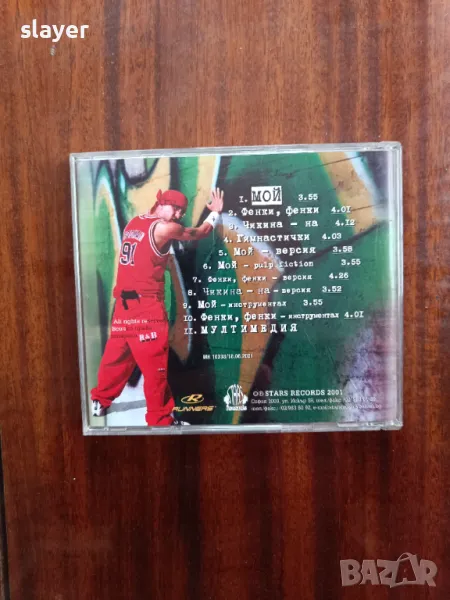 slayer
1. МОЙ 3.55
2. Фенки, фенки 4.01
3. Чикина - на 4.12
4. Гимнастички 4.03
5. Мой - версия 3.58
6. Мой - pulp fiction 3.55
7. Фенки, фенки - версия 4.26
8. Чикина - на - версия 3.52
9. Мой - инструментал 3.55
10. Фенки, фенки - инструментал 4.01
11. МУЛТИМЕДИЯ
91
All rights
R&B
RUNNERS
STARS RECORDS 2001
BAZAR